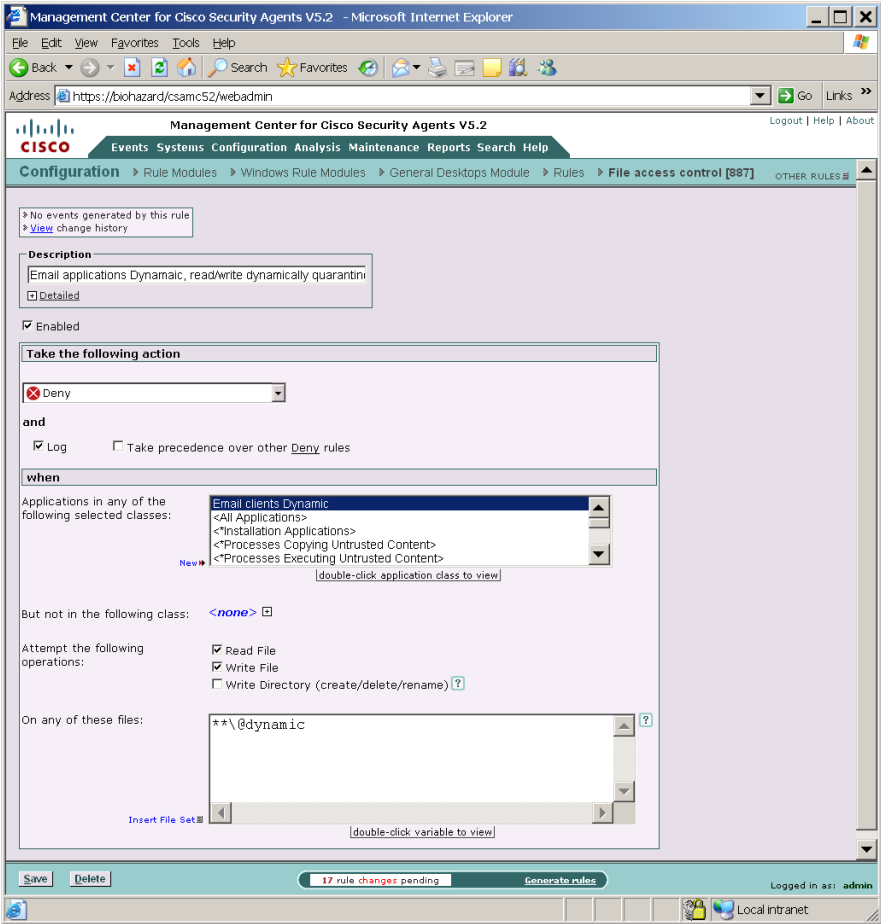 Management Center for Cisco Security Agents V5.2 - Microsoft Internet Explorer
File Edit View Favorites Tools Help
Back Search Favorites
Address https://biohazard/csamc52/webadmin Go Links »
Management Center for Cisco Security Agents V5.2 Logout | Help | About
CISCO Events Systems Configuration Analysis Maintenance Reports Search Help
Configuration Rule Modules Windows Rule Modules General Desktops Module Rules File access control [887] OTHER RULES
No events generated by this rule
View change history
Description
Email applications Dynamaic, read/write dynamically quarantin
Detailed
Enabled
Take the following action
Deny
and
Log Take precedence over other Deny rules
when
Applications in any of the
following selected classes:
Email clients Dynamic
<All Applications>
<*Installation Applications>
<*Processes Copying Untrusted Content>
<*Processes Executing Untrusted Content>
New
double-click application class to view
But not in the following class: <none>
Attempt the following
operations:
Read File
Write File
Write Directory (create/delete/rename) ?
On any of these files: **\@dynamic ?
Insert File Set
double-click variable to view
Save Delete 17 rule changes pending Generate rules
Logged in as: admin
Local intranet